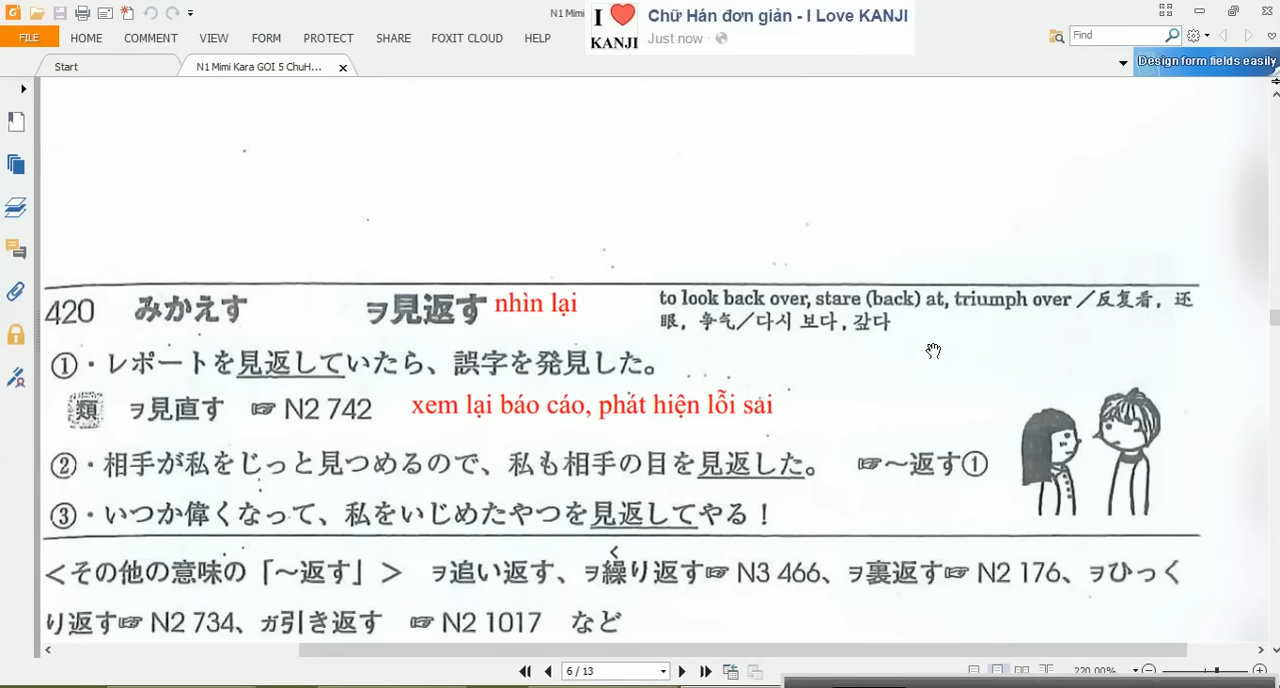 N1 Mimi
I
KANJI
Chữ Hán đơn giản - I Love KANJI
Just now
FILE HOME COMMENT VIEW FORM PROTECT SHARE FOXIT CLOUD HELP
Find
Start
N1 Mimi Kara GOI 5 ChuH...
Design form fields easily
420 みかえす ヲ見返す nhìn lại
to look back over, stare (back) at, triumph over／反复看，还
眼，争气／다시 보다, 갚다
①・レポートを見返していたら、誤字を発見した。
類 ヲ見直す ☞ N2 742 xem lại báo cáo, phát hiện lỗi sai
②・相手が私をじっと見つめるので、私も相手の目を見返した。 ☞～返す①
③・いつか偉くなって、私をいじめたやつを見返してやる！
く
＜その他の意味の「～返す」＞ ヲ追い返す、ヲ繰り返す☞ N3 466、ヲ裏返す☞ N2 176、ヲひっく
り返す☞ N2 734、ガ引き返す ☞ N2 1017 など
6 / 13
220.00%